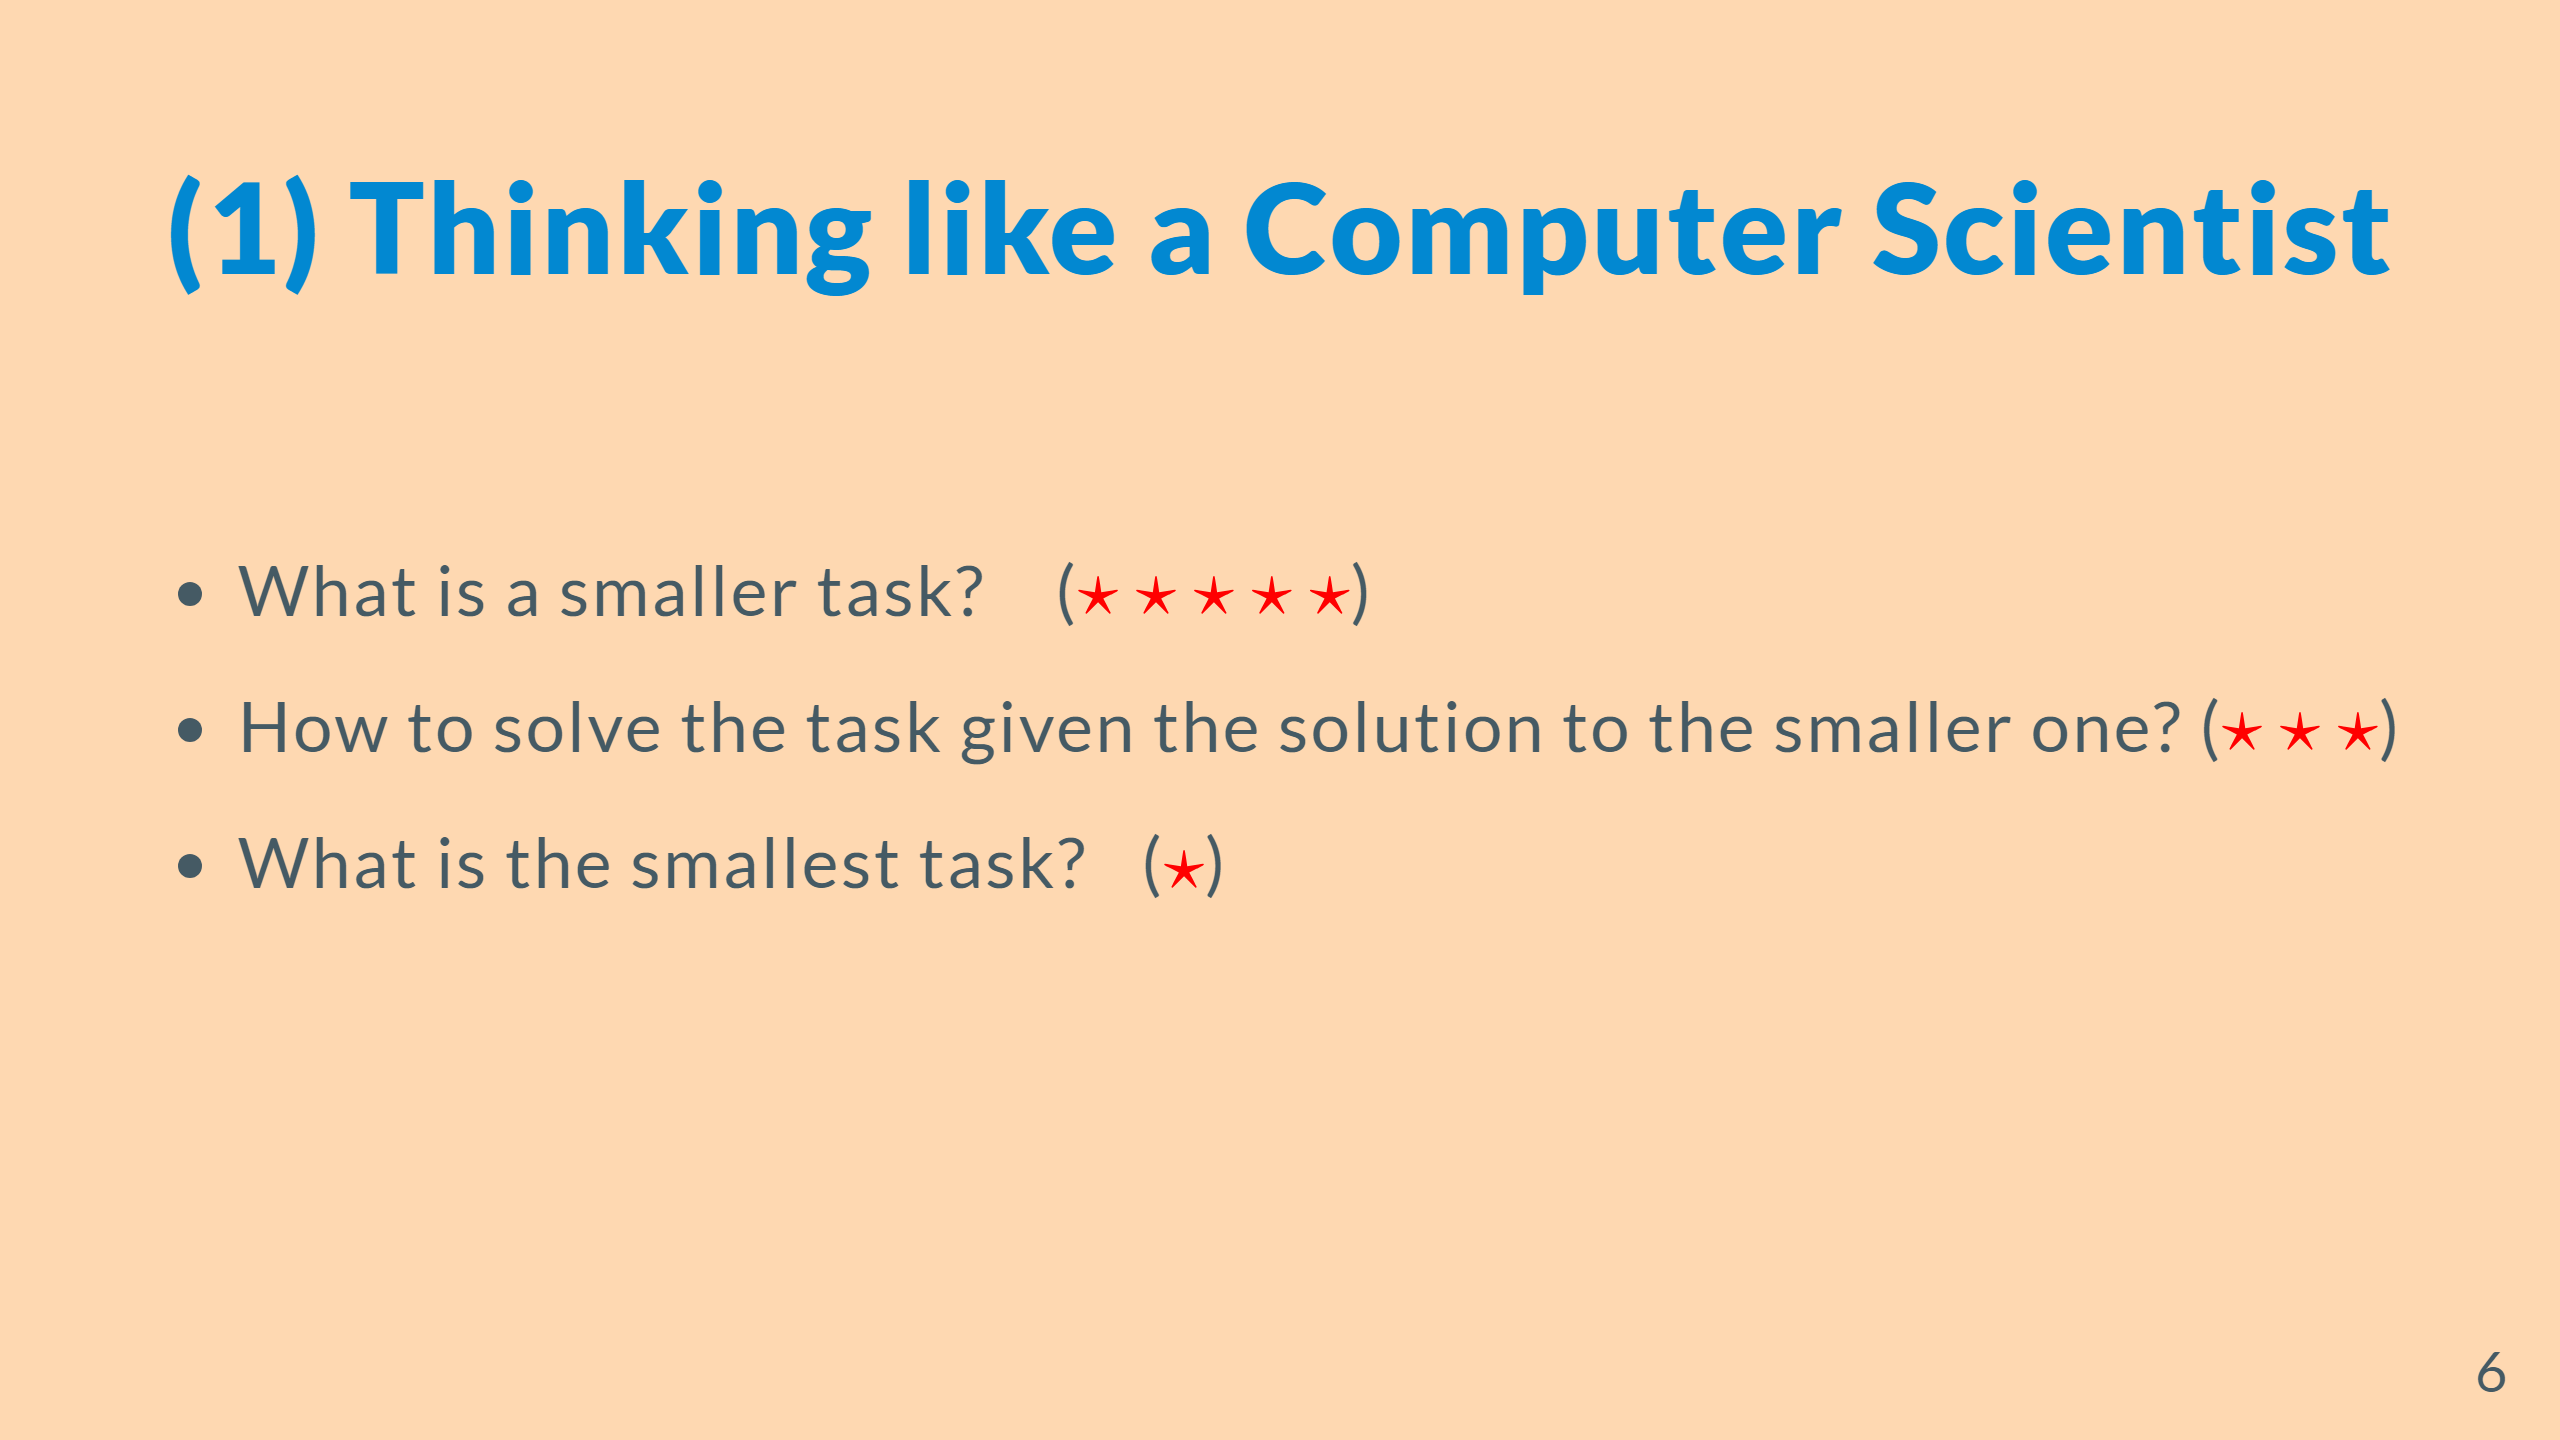 (1) Thinking like a Computer Scientist
• What is a smaller task? (★ ★ ★ ★ ★)
• How to solve the task given the solution to the smaller one? (★ ★ ★)
• What is the smallest task? (★)
6